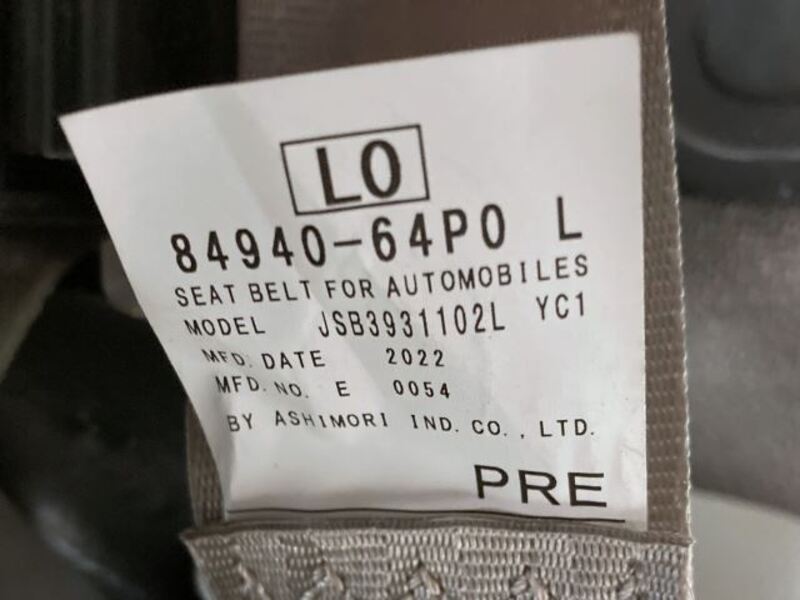 LO
84940-64P0 L
SEAT BELT FOR AUTOMOBILES
MODEL JSB3931102L YC1
MFD. DATE 2022
MFD. NO. E 0054
BY ASHIMORI IND. CO., LTD.
PRE